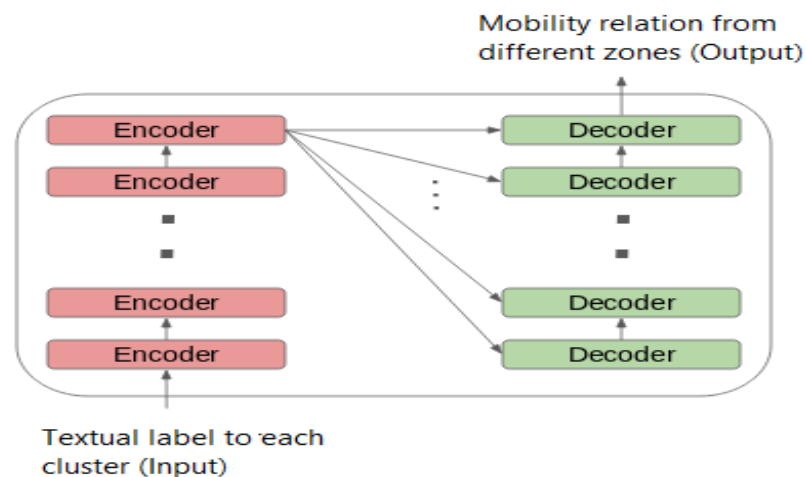 Mobility relation from
different zones (Output)
Encoder
Decoder
Encoder
Decoder
Encoder
Decoder
Encoder
Decoder
Textual label to each
cluster (Input)